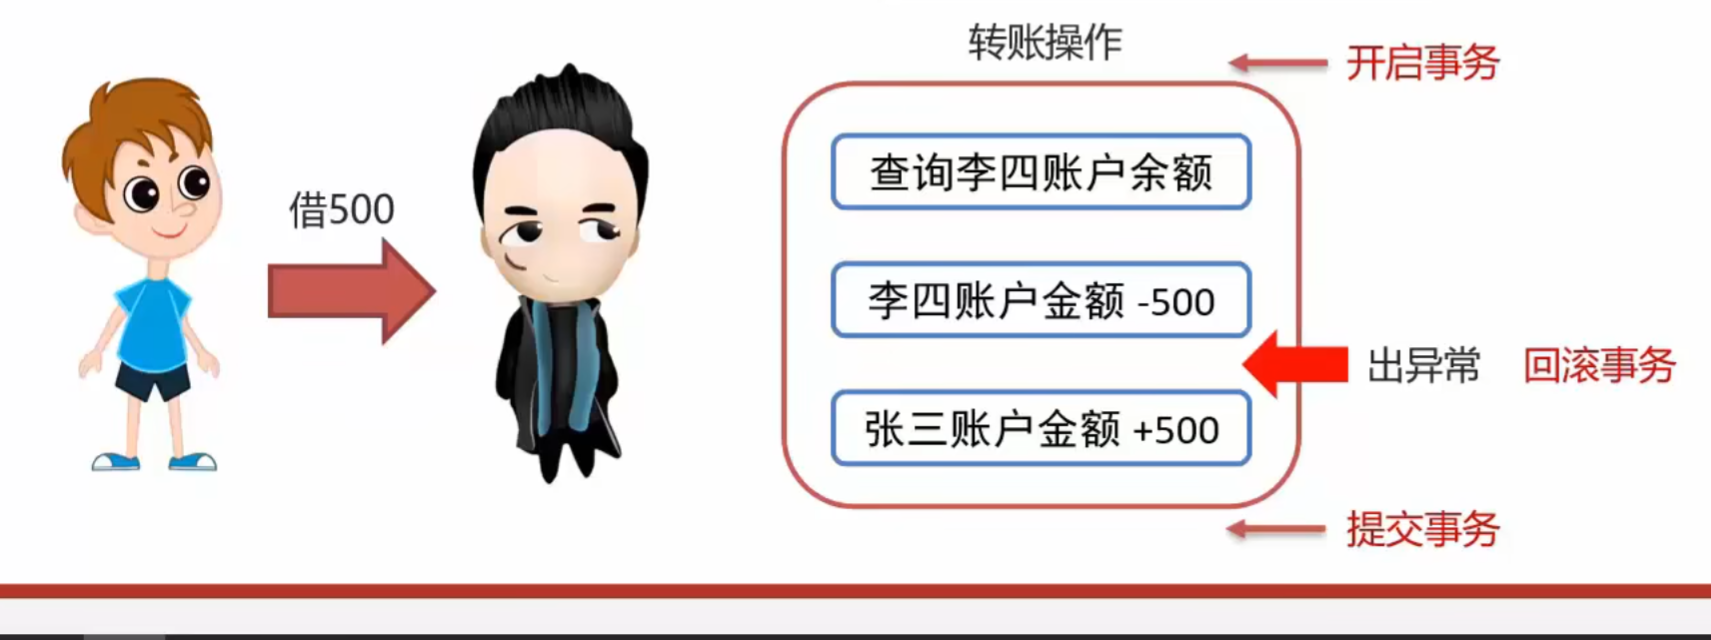 转账操作
开启事务
借500
查询李四账户余额
李四账户金额 -500
出异常 回滚事务
张三账户金额 +500
提交事务